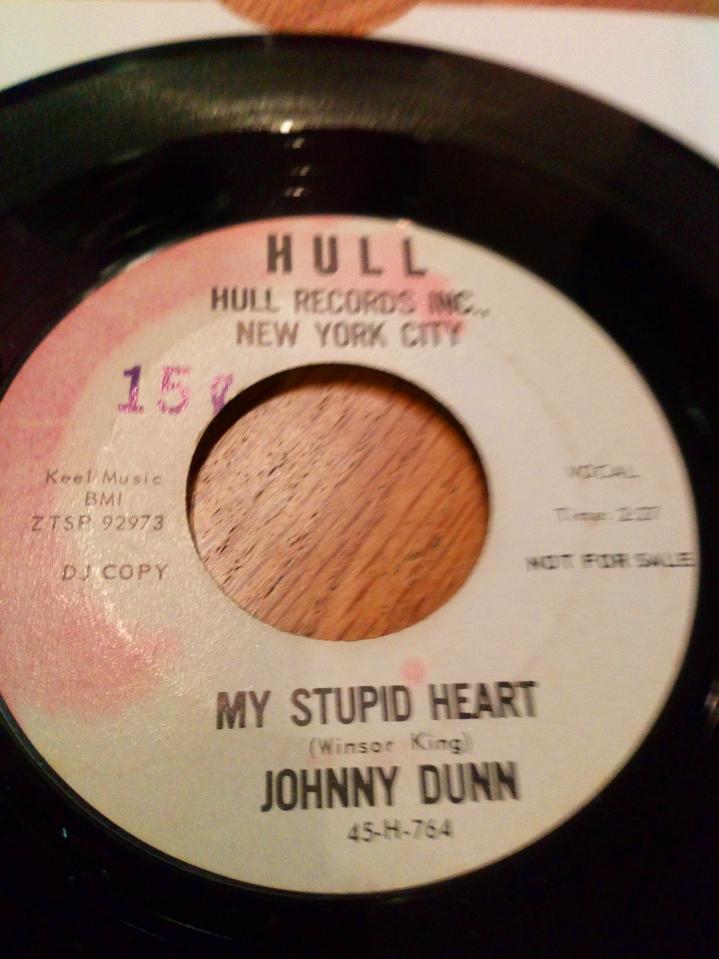 HULL
HULL RECORDS INC.,
NEW YORK CITY
15¢
Keel Music
BMI
ZTSP 92973
DJ COPY
VOCAL
Time: 2:27
NOT FOR SALE
MY STUPID HEART
(Winsor King)
JOHNNY DUNN
45-H-764